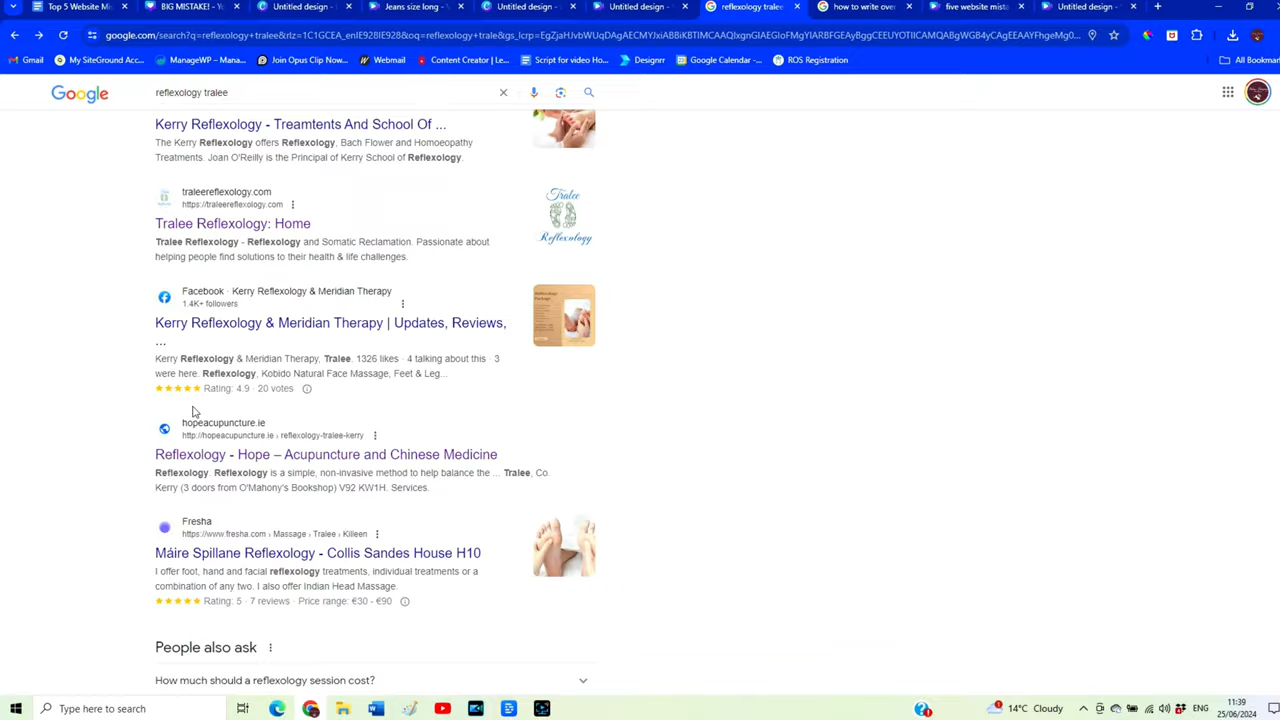 Top 5 Website Mi
BIG MISTAKE! - Y
Untitled design -
Jeans size long -
Untitled design -
Untitled design -
reflexology tralee
how to write over
five website mista
Untitled design -
google.com/search?q=reflexology+tralee&rlz=1C1GCEA_enIE928IE928&oq=reflexology+trale&gs_lcrp=
Gmail
My SiteGround Acc...
ManageWP – Mana...
Join Opus Clip Now...
Webmail
Content Creator | Le...
Script for video Ho...
Designrr
Google Calendar -...
ROS Registration
All Bookmar
Google
reflexology tralee
Kerry Reflexology - Treamtents And School Of ...
The Kerry Reflexology offers Reflexology, Bach Flower and Homoeopathy
Treatments. Joan O'Reilly is the Principal of Kerry School of Reflexology.
traleereflexology.com
https://traleereflexology.com
Tralee Reflexology: Home
Tralee Reflexology - Reflexology and Somatic Reclamation. Passionate about
helping people find solutions to their health & life challenges.
Tralee
Reflexology
Facebook · Kerry Reflexology & Meridian Therapy
1.4K+ followers
Kerry Reflexology & Meridian Therapy | Updates, Reviews,
...
Kerry Reflexology & Meridian Therapy, Tralee. 1326 likes · 4 talking about this · 3
were here. Reflexology, Kobido Natural Face Massage, Feet & Leg...
Rating: 4.9 · 20 votes
hopeacupuncture.ie
http://hopeacupuncture.ie › reflexology-tralee-kerry
Reflexology - Hope – Acupuncture and Chinese Medicine
Reflexology. Reflexology is a simple, non-invasive method to help balance the ... Tralee, Co.
Kerry (3 doors from O'Mahony's Bookshop) V92 KW1H. Services.
Fresha
https://www.fresha.com › Massage › Tralee › Killeen
Máire Spillane Reflexology - Collis Sandes House H10
I offer foot, hand and facial reflexology treatments, individual treatments or a
combination of any two. I also offer Indian Head Massage.
Rating: 5 · 7 reviews · Price range: €30 - €90
People also ask
How much should a reflexology session cost?
Type here to search
14°C Cloudy
ENG
11:39
25/06/2024